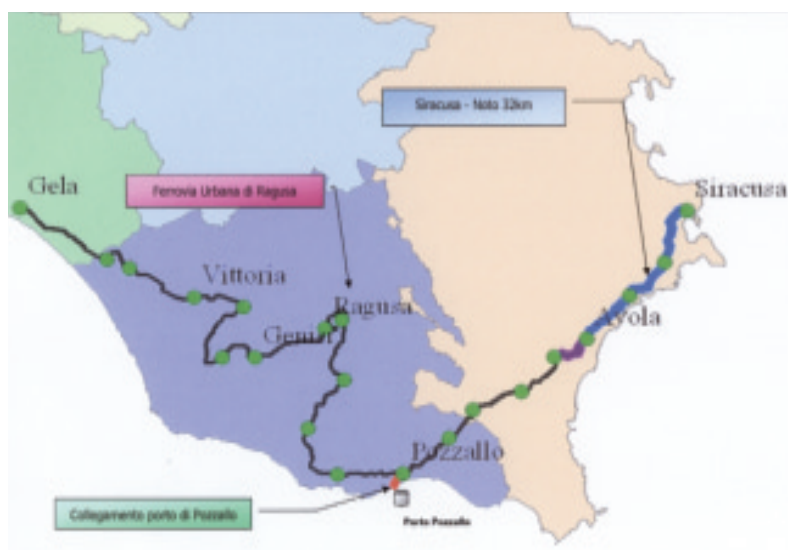 Siracusa - Noto 32km
Gela
Ferrovia Urbana di Ragusa
Siracusa
Vittoria
Ragusa
Avola
Pozzallo
Collegamento porto di Pozzallo
Porto Pozzallo